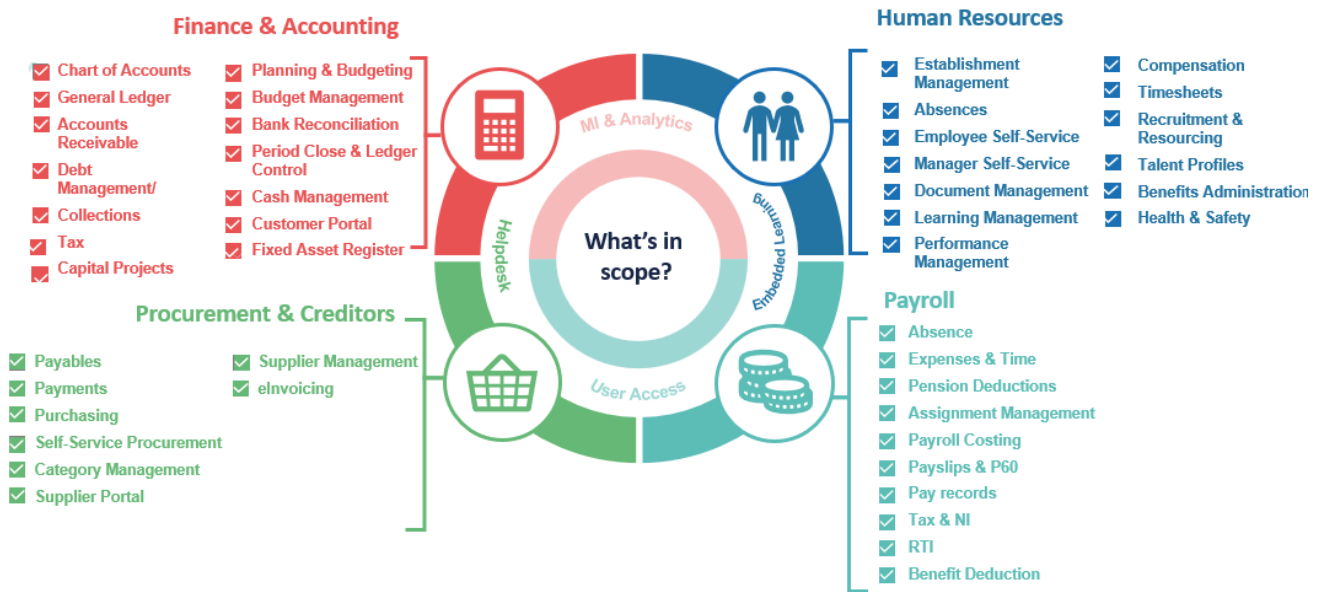 Finance & Accounting
Chart of Accounts
General Ledger
Accounts
Receivable
Debt
Management/
Collections
Tax
Capital Projects
Planning & Budgeting
Budget Management
Bank Reconciliation
Period Close & Ledger
Control
Cash Management
Customer Portal
Fixed Asset Register
Human Resources
Establishment
Management
Absences
Employee Self-Service
Manager Self-Service
Document Management
Learning Management
Performance
Management
Compensation
Timesheets
Recruitment &
Resourcing
Talent Profiles
Benefits Administration
Health & Safety
MI & Analytics
Helpdesk
Embedded Learning
User Access
What's in
scope?
Procurement & Creditors
Payables
Payments
Purchasing
Self-Service Procurement
Category Management
Supplier Portal
Supplier Management
eInvoicing
Payroll
Absence
Expenses & Time
Pension Deductions
Assignment Management
Payroll Costing
Payslips & P60
Pay records
Tax & NI
RTI
Benefit Deduction